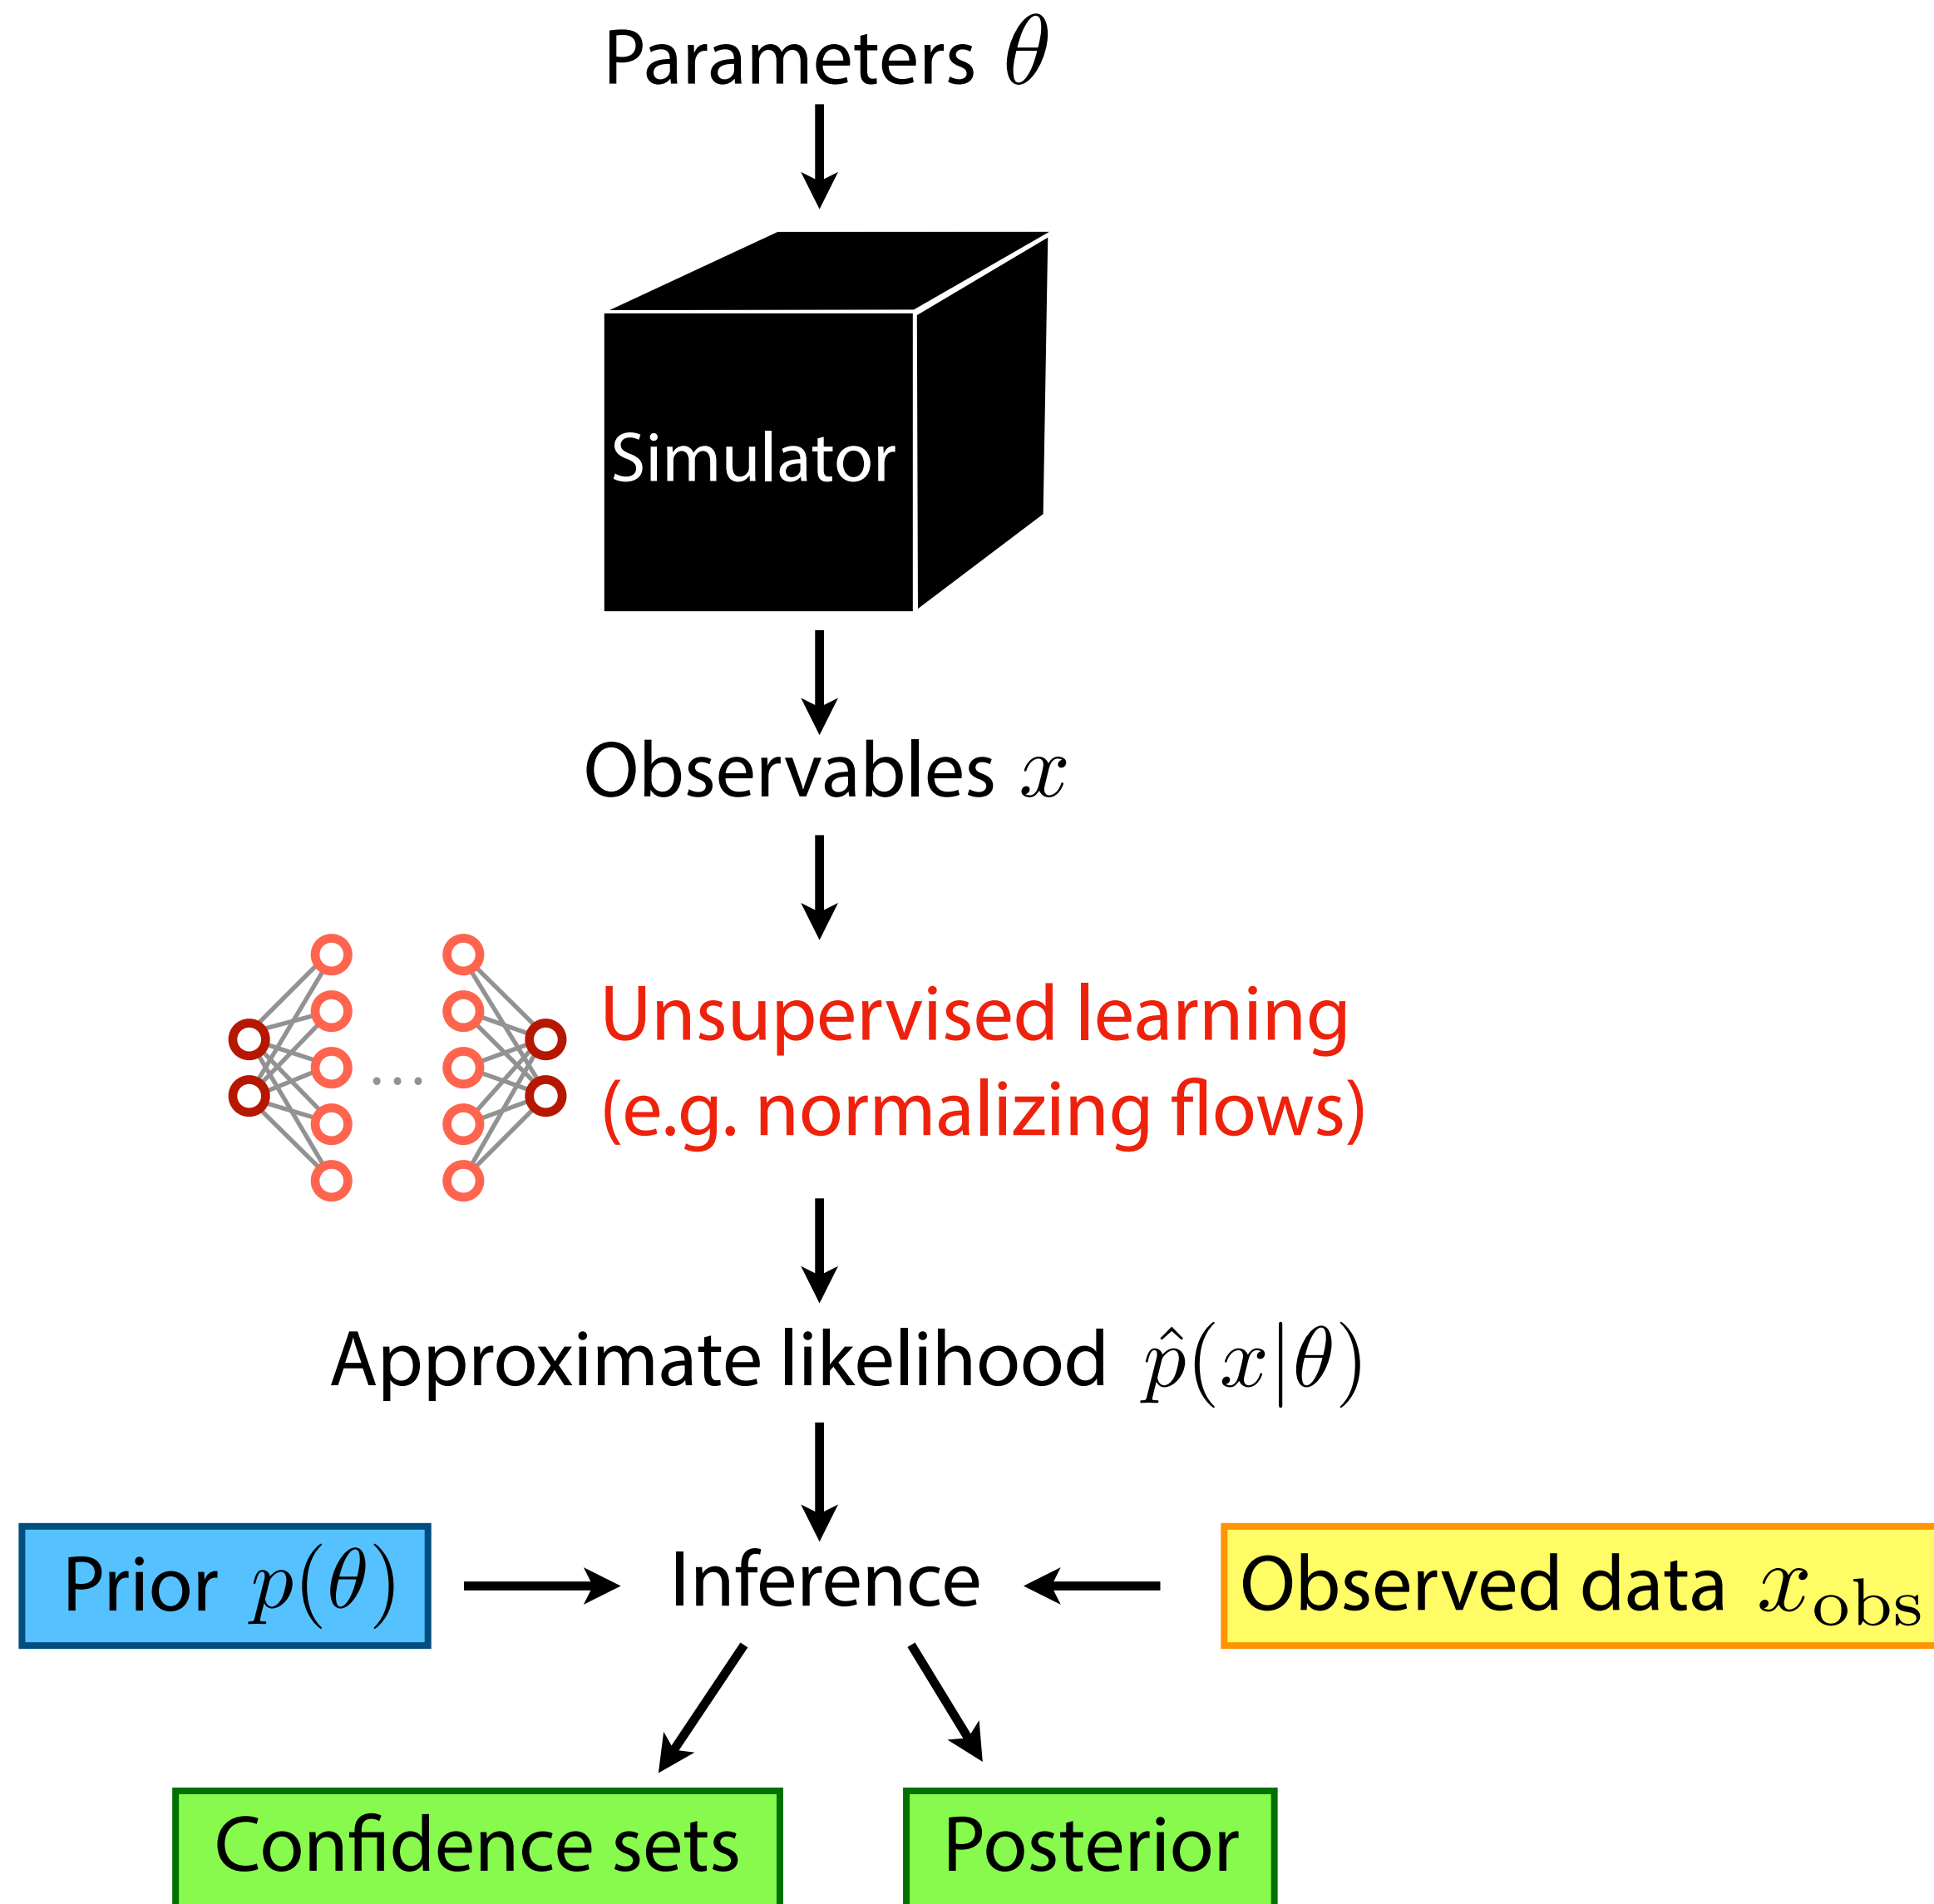 Parameters θ
Simulator
Observables x
Unsupervised learning
(e.g. normalizing flows)
Approximate likelihood p̂(x|θ)
Prior p(θ)
Inference
Observed data x_obs
Confidence sets
Posterior